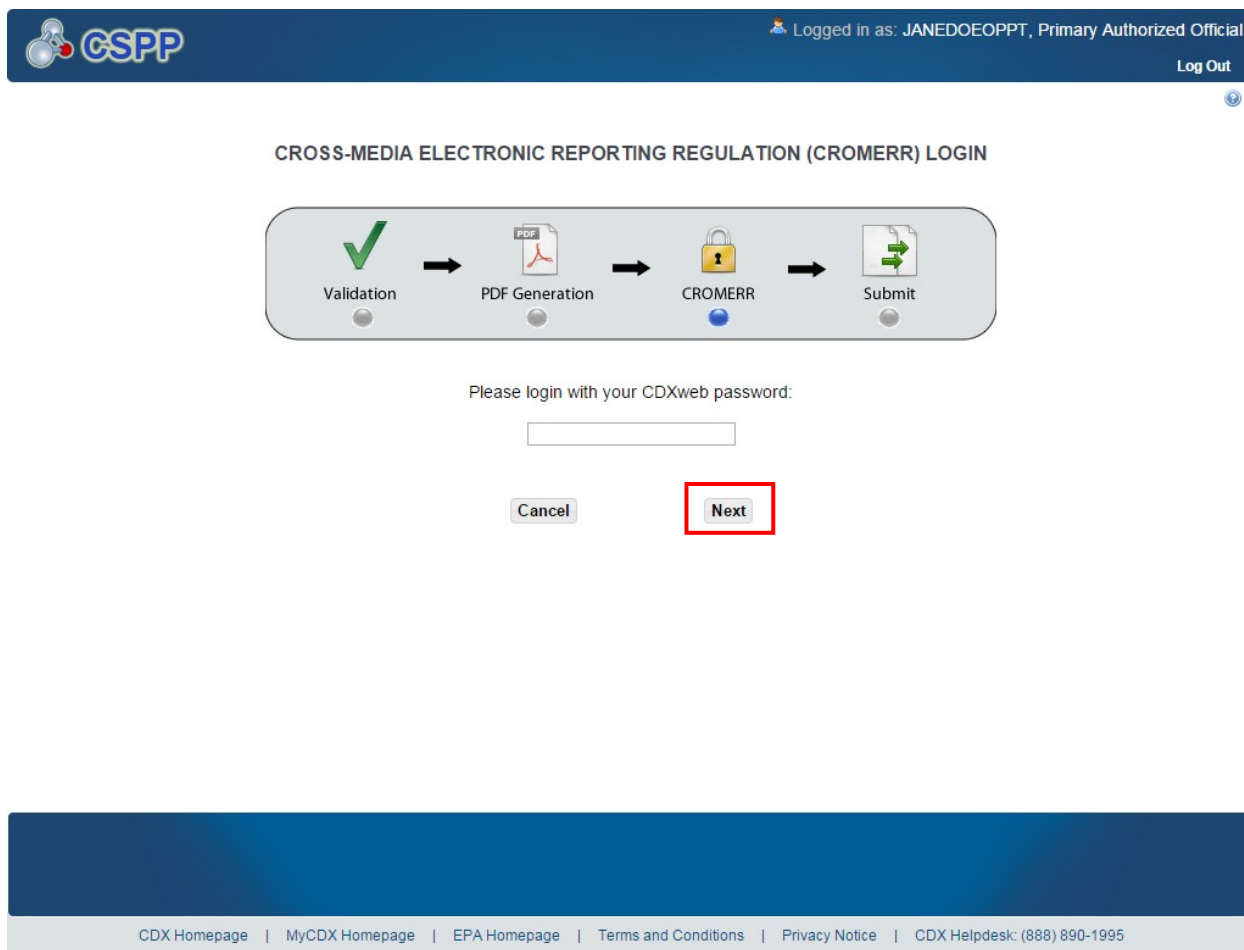 CSPP
Logged in as: JANEDOEOPPT, Primary Authorized Official
Log Out
CROSS-MEDIA ELECTRONIC REPORTING REGULATION (CROMERR) LOGIN
PDF
1
Validation
PDF Generation
CROMERR
Submit
Please login with your CDXweb password:
Cancel
Next
CDX Homepage | MyCDX Homepage | EPA Homepage | Terms and Conditions | Privacy Notice | CDX Helpdesk: (888) 890-1995